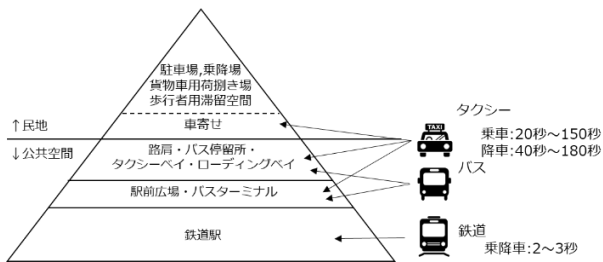 駐車場,乗降場
貨物車用荷捌き場
歩行者用滞留空間
車寄せ
↑民地
↓公共空間
路肩・バス停留所・
タクシーベイ・ローディングベイ
駅前広場・バスターミナル
鉄道駅
タクシー
TAXI
乗車:20秒～150秒
降車:40秒～180秒
バス
鉄道
乗降車:2～3秒